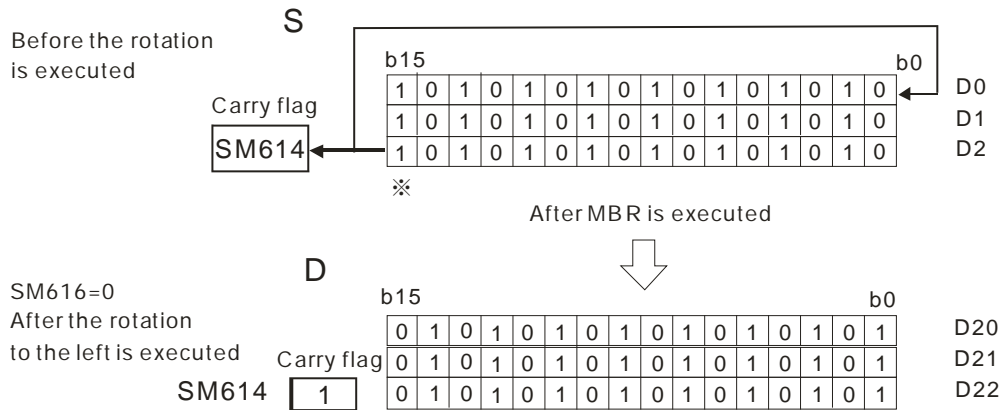 S
Before the rotation
is executed
b15 b0
1 0 1 0 1 0 1 0 1 0 1 0 1 0 1 0 D0
Carry flag
1 0 1 0 1 0 1 0 1 0 1 0 1 0 1 0 D1
SM614 1 0 1 0 1 0 1 0 1 0 1 0 1 0 1 0 D2
※
After MBR is executed
D
SM616=0
b15 b0
After the rotation
0 1 0 1 0 1 0 1 0 1 0 1 0 1 0 1 D20
to the left is executed
Carry flag 0 1 0 1 0 1 0 1 0 1 0 1 0 1 0 1 D21
SM614 1 0 1 0 1 0 1 0 1 0 1 0 1 0 1 0 1 D22